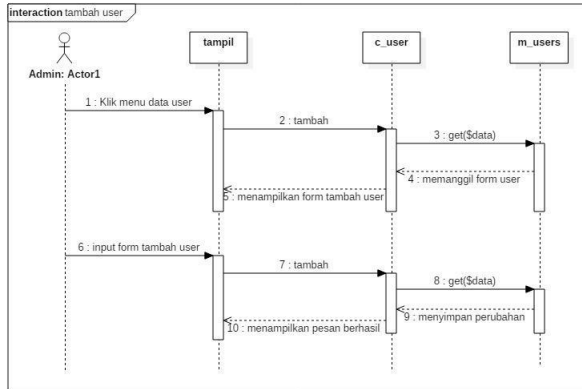 interaction tambah user
tampil
c_user
m_users
Admin: Actor1
1 : Klik menu data user
2 : tambah
3 : get($data)
4 : memanggil form user
5 : menampilkan form tambah user
6 : input form tambah user
7 : tambah
8 : get($data)
9 : menyimpan perubahan
10 : menampilkan pesan berhasil